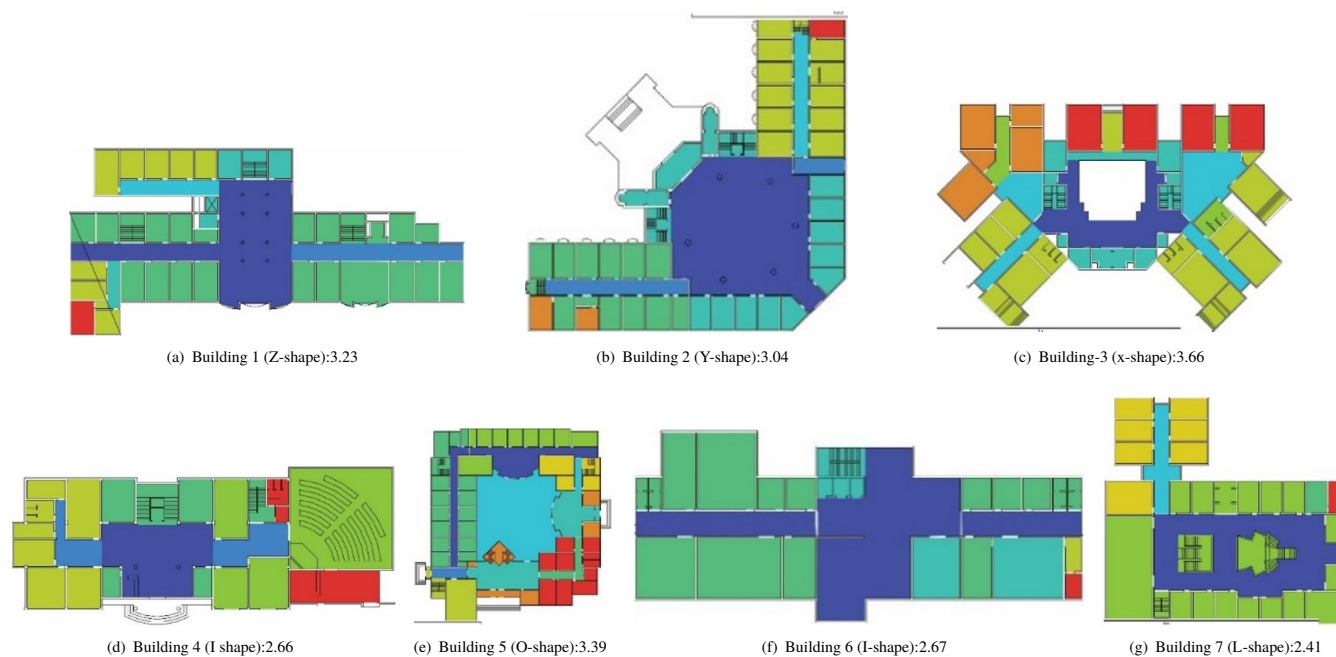 (a) Building 1 (Z-shape):3.23
(b) Building 2 (Y-shape):3.04
(c) Building-3 (x-shape):3.66
(d) Building 4 (I shape):2.66
(e) Building 5 (O-shape):3.39
(f) Building 6 (I-shape):2.67
(g) Building 7 (L-shape):2.41